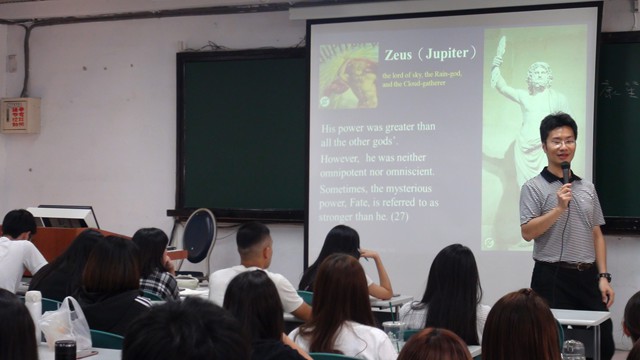 Zeus (Jupiter)
the lord of sky, the Rain-god,
and the Cloud-gatherer
His power was greater than
all the other gods'.
However, he was neither
omnipotent nor omniscient.
Sometimes, the mysterious
power, Fate, is referred to as
stronger than he. (27)